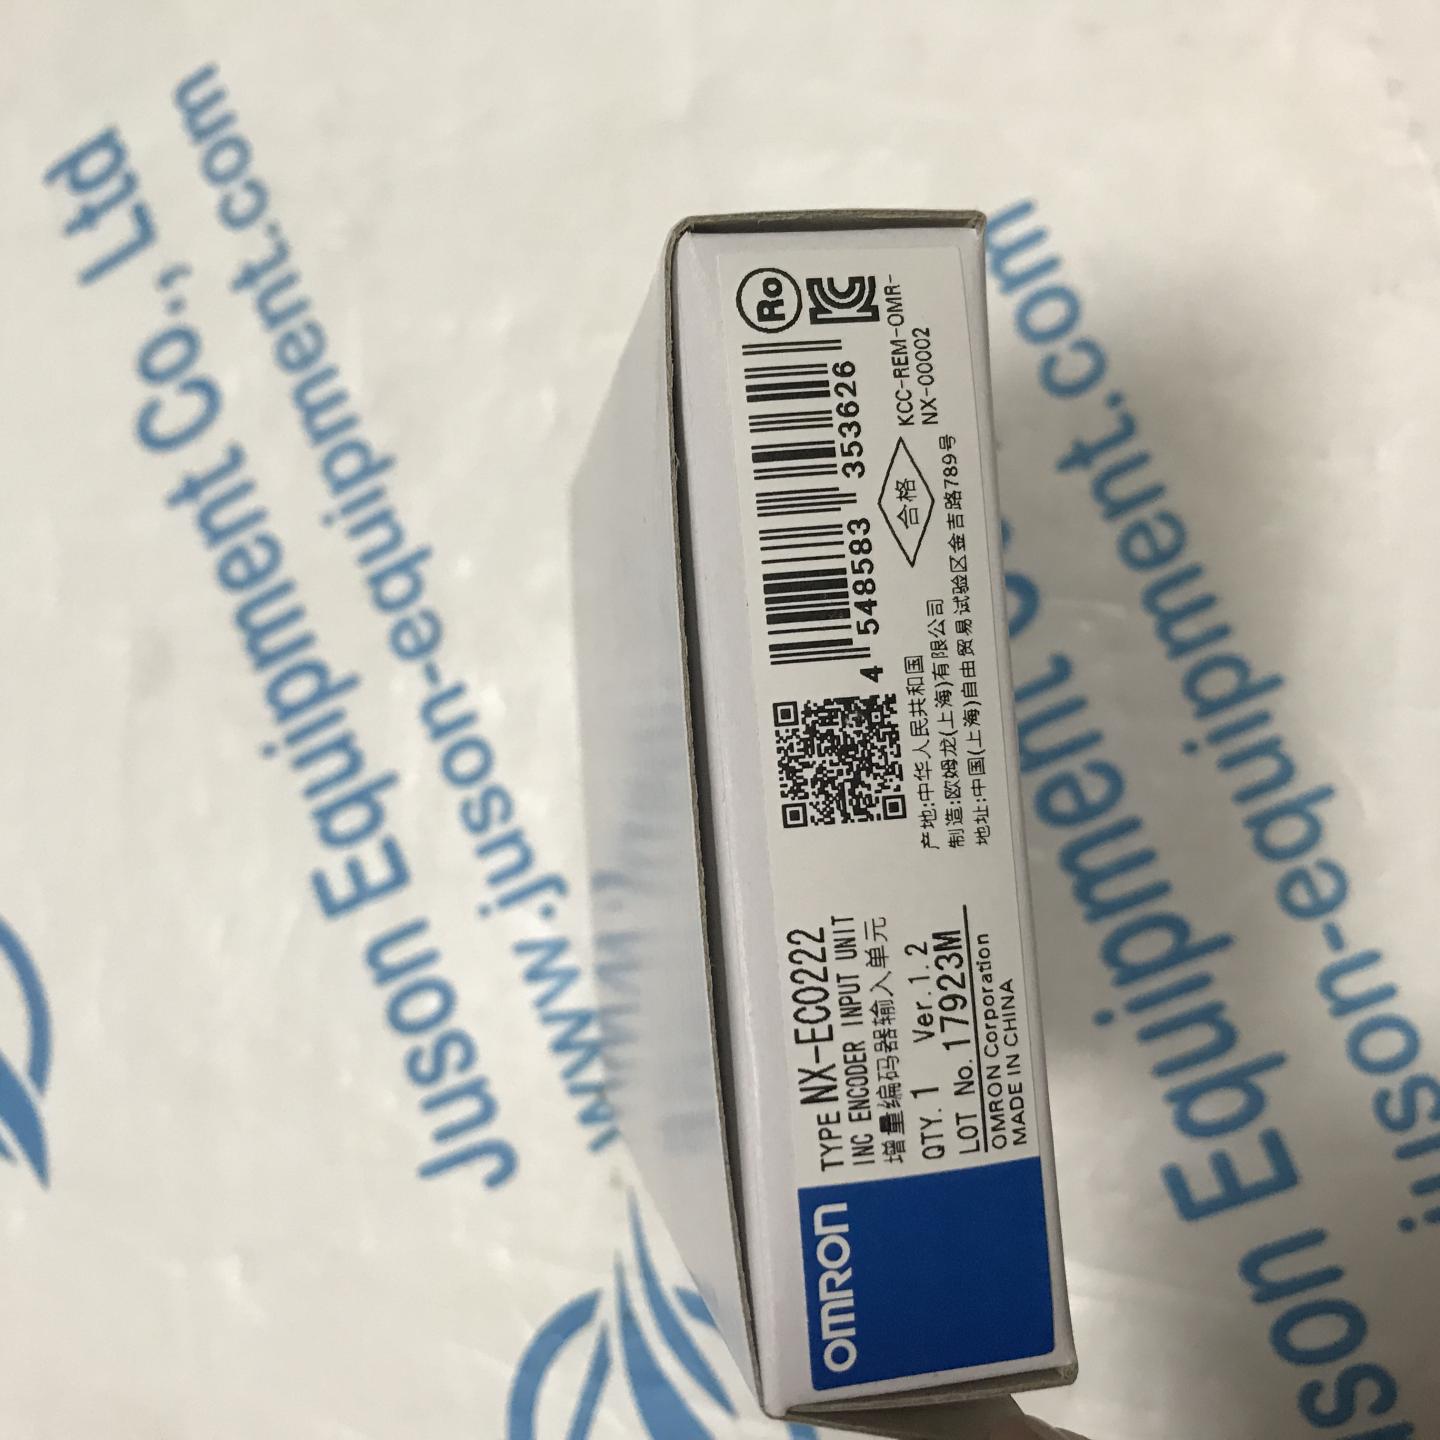 OMRON
TYPE NX-EC0222
INC ENCODER INPUT UNIT
增量编码器输入单元
QTY. 1 Ver.1.2
LOT No. 17923M
OMRON Corporation
MADE IN CHINA
4 548583 353626
产地:中华人民共和国
制造:欧姆龙(上海)有限公司
地址:中国(上海)自由贸易试验区金吉路789号
合格
Ro
KC
KCC-REM-OMR-
NX-00002
Juson Equipment Co., Ltd
www.juson-equipment.com
uson Equipment Co
juson-equipment.com